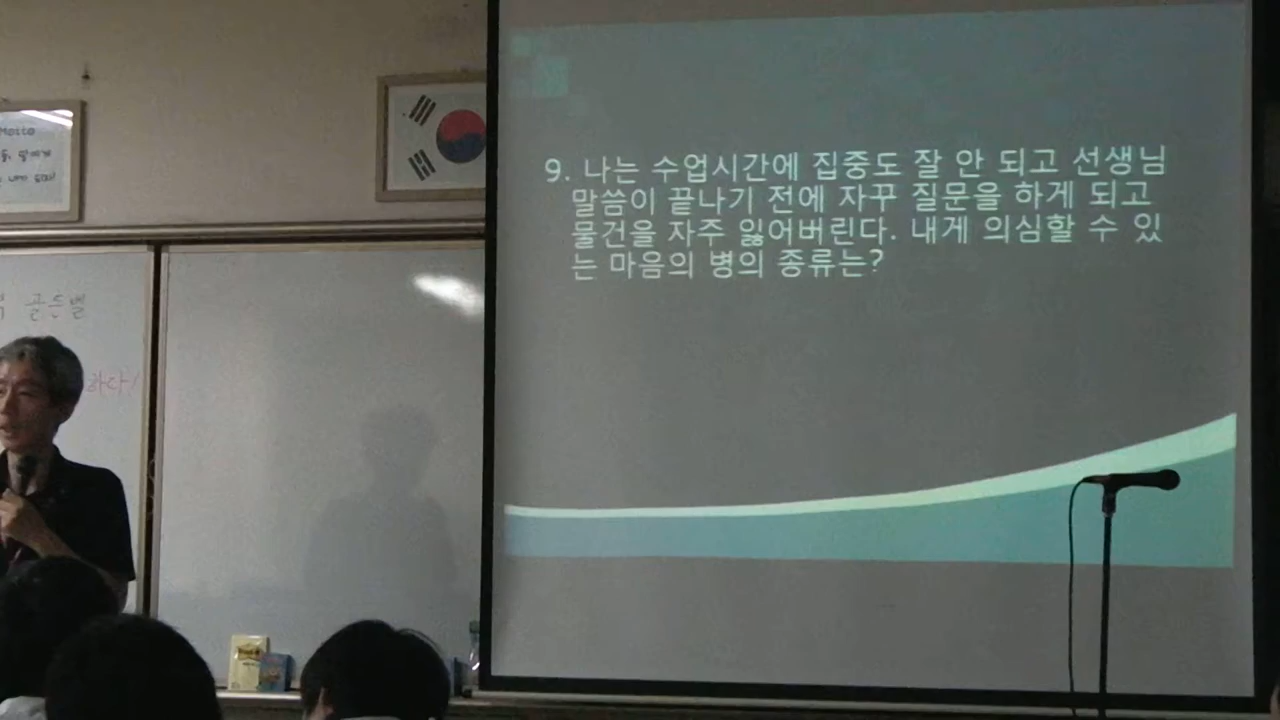 Motto
9. 나는 수업시간에 집중도 잘 안 되고 선생님
말씀이 끝나기 전에 자꾸 질문을 하게 되고
물건을 자주 잃어버린다. 내게 의심할 수 있
는 마음의 병의 종류는?
골든벨
하다!